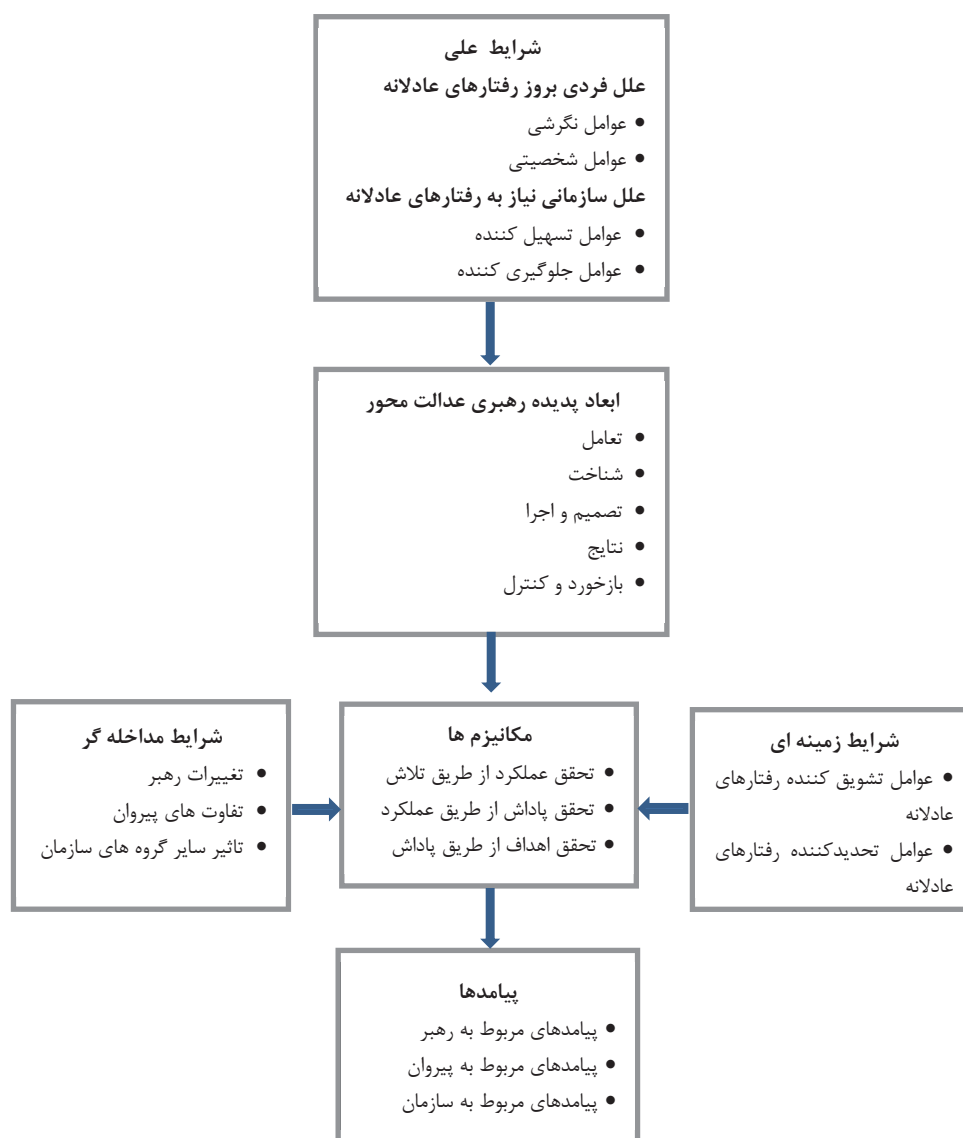 شرایط علی
علل فردی بروز رفتارهای عادلانه
• عوامل نگرشی
• عوامل شخصیتی
علل سازمانی نیاز به رفتارهای عادلانه
• عوامل تسهیل کننده
• عوامل جلوگیری کننده
ابعاد پدیده رهبری عدالت محور
• تعامل
• شناخت
• تصمیم و اجرا
• نتایج
• بازخورد و کنترل
شرایط زمینه ای
• عوامل تشویق کننده رفتارهای
عادلانه
• عوامل تحدیدکننده رفتارهای
عادلانه
مکانیزم ها
• تحقق عملکرد از طریق تلاش
• تحقق پاداش از طریق عملکرد
• تحقق اهداف از طریق پاداش
شرایط مداخله گر
• تغییرات رهبر
• تفاوت های پیروان
• تاثیر سایر گروه های سازمان
پیامدها
• پیامدهای مربوط به رهبر
• پیامدهای مربوط به پیروان
• پیامدهای مربوط به سازمان